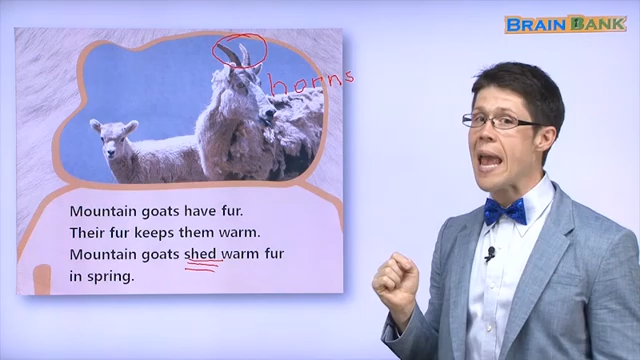 BRAIN BANK
horns
Mountain goats have fur.
Their fur keeps them warm.
Mountain goats shed warm fur
in spring.